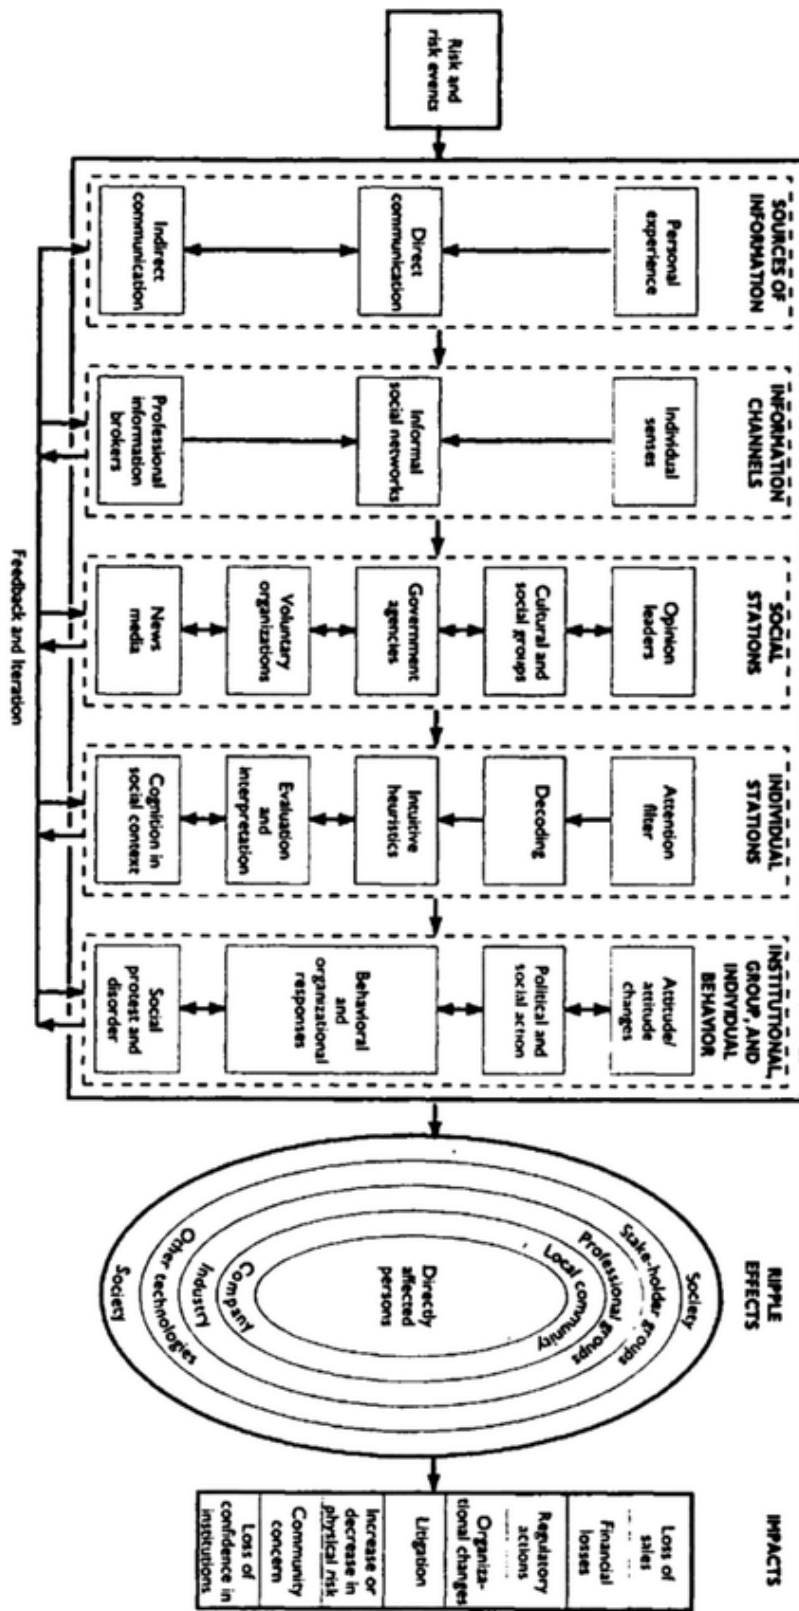 Risk and
risk events
SOURCES OF
INFORMATION
Personal
experience
Direct
communication
Indirect
communication
INFORMATION
CHANNELS
Individual
senses
Informal
social networks
Professional
information
brokers
SOCIAL
STATIONS
Opinion
leaders
Cultural and
social groups
Government
agencies
Voluntary
organizations
News
media
INDIVIDUAL
STATIONS
Attention
filter
Decoding
Intuitive
heuristics
Evaluation
and
interpretation
Cognition in
social context
INSTITUTIONAL,
GROUP, AND
INDIVIDUAL
BEHAVIOR
Attitude/
attitude
changes
Political and
social action
Behavioral
and
organizational
responses
Social
protest and
disorder
Feedback and Iteration
RIPPLE
EFFECTS
Society
Stake-holder groups
Professional groups
Local community
Directly
affected
persons
Company
Industry
Other technologies
Society
IMPACTS
Loss of
sales
Financial
losses
Regulatory
actions
Organiza-
tional changes
Litigation
Increase or
decrease in
physical risk
Community
concern
Loss of
confidence in
institutions